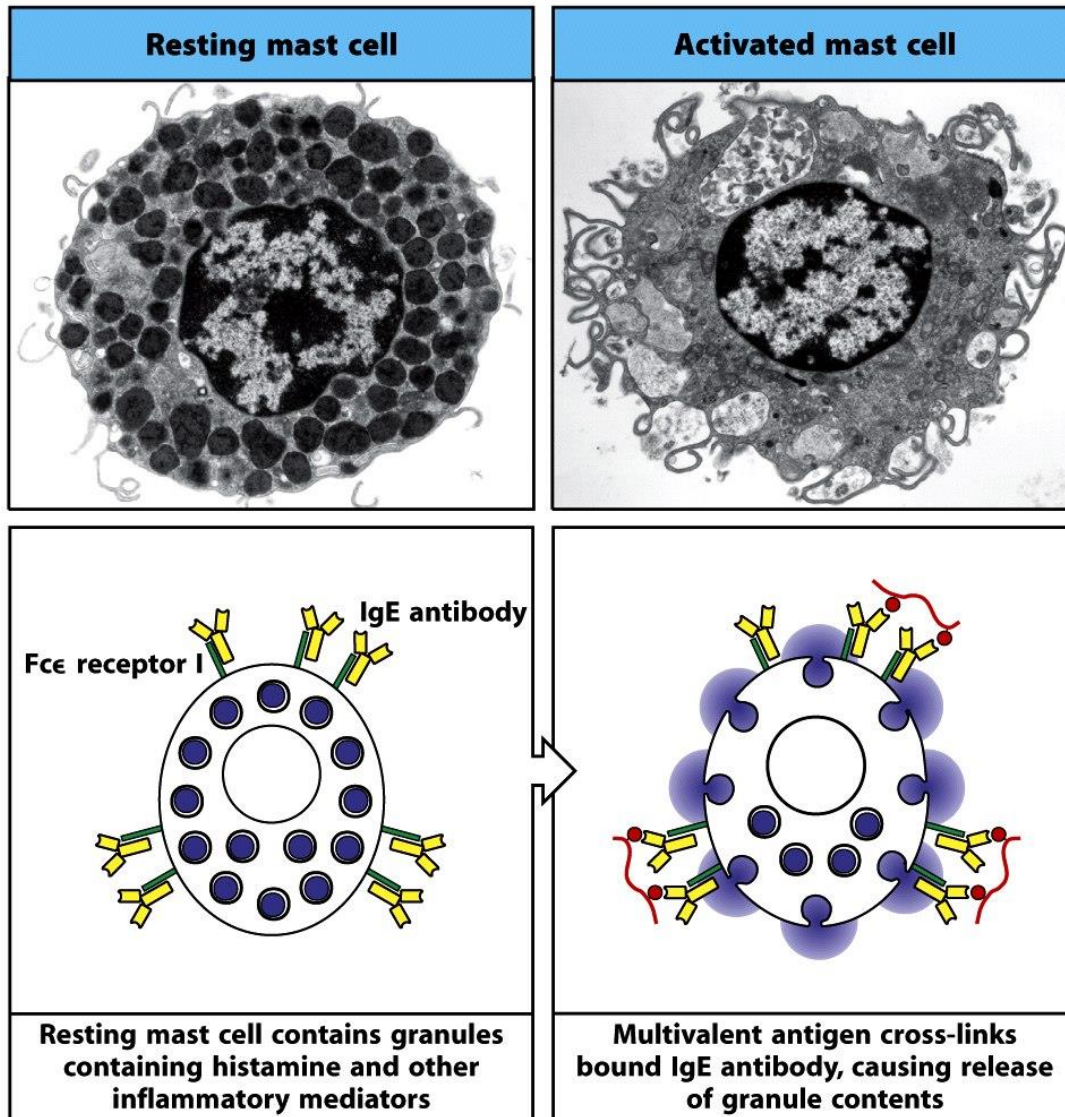 Resting mast cell
Activated mast cell
IgE antibody
Fcϵ receptor I
Resting mast cell contains granules
containing histamine and other
inflammatory mediators
Multivalent antigen cross-links
bound IgE antibody, causing release
of granule contents